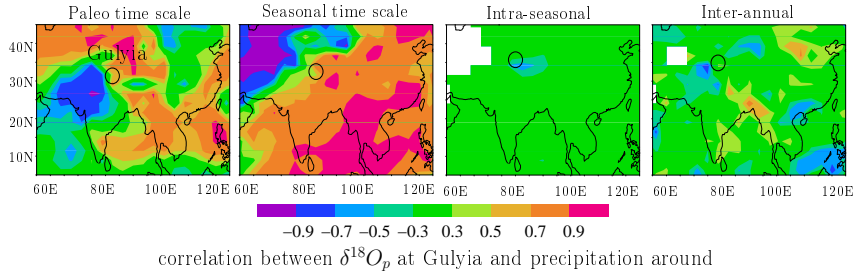 Paleo time scale Seasonal time scale Intra-seasonal Inter-annual
40N
Gulyia
30N
20N
10N
60E 80E 100E 120E 60E 80E 100E 120E 60E 80E 100E 120E 60E 80E 100E 120E
−0.9 −0.7 −0.5 −0.3 0.3 0.5 0.7 0.9
correlation between δ¹⁸Oₚ at Gulyia and precipitation around